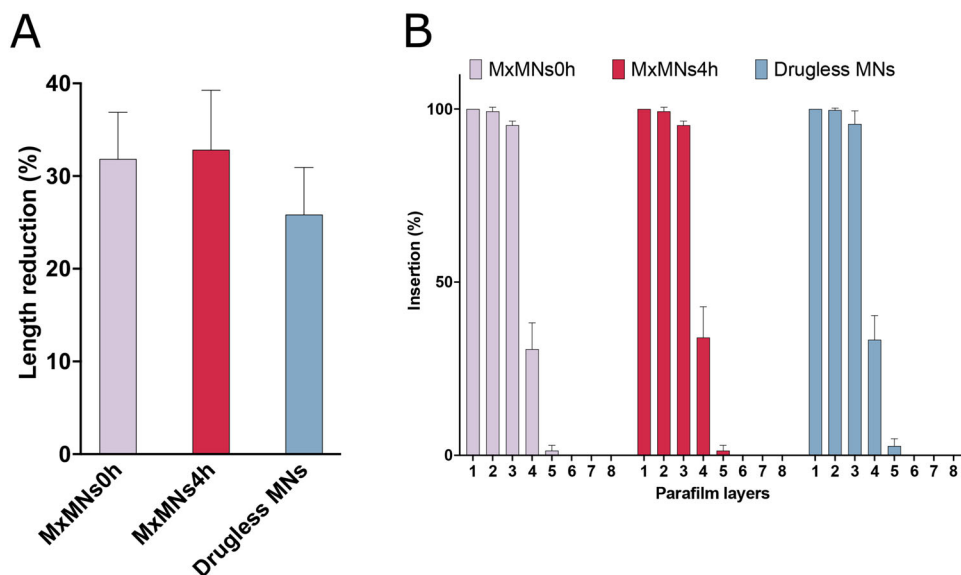 A
Length reduction (%)
40
30
20
10
0
MxMNs0h
MxMNs4h
Drugless MNs
B
MxMNs0h MxMNs4h Drugless MNs
Insertion (%)
100
50
0
1 2 3 4 5 6 7 8 1 2 3 4 5 6 7 8 1 2 3 4 5 6 7 8
Parafilm layers